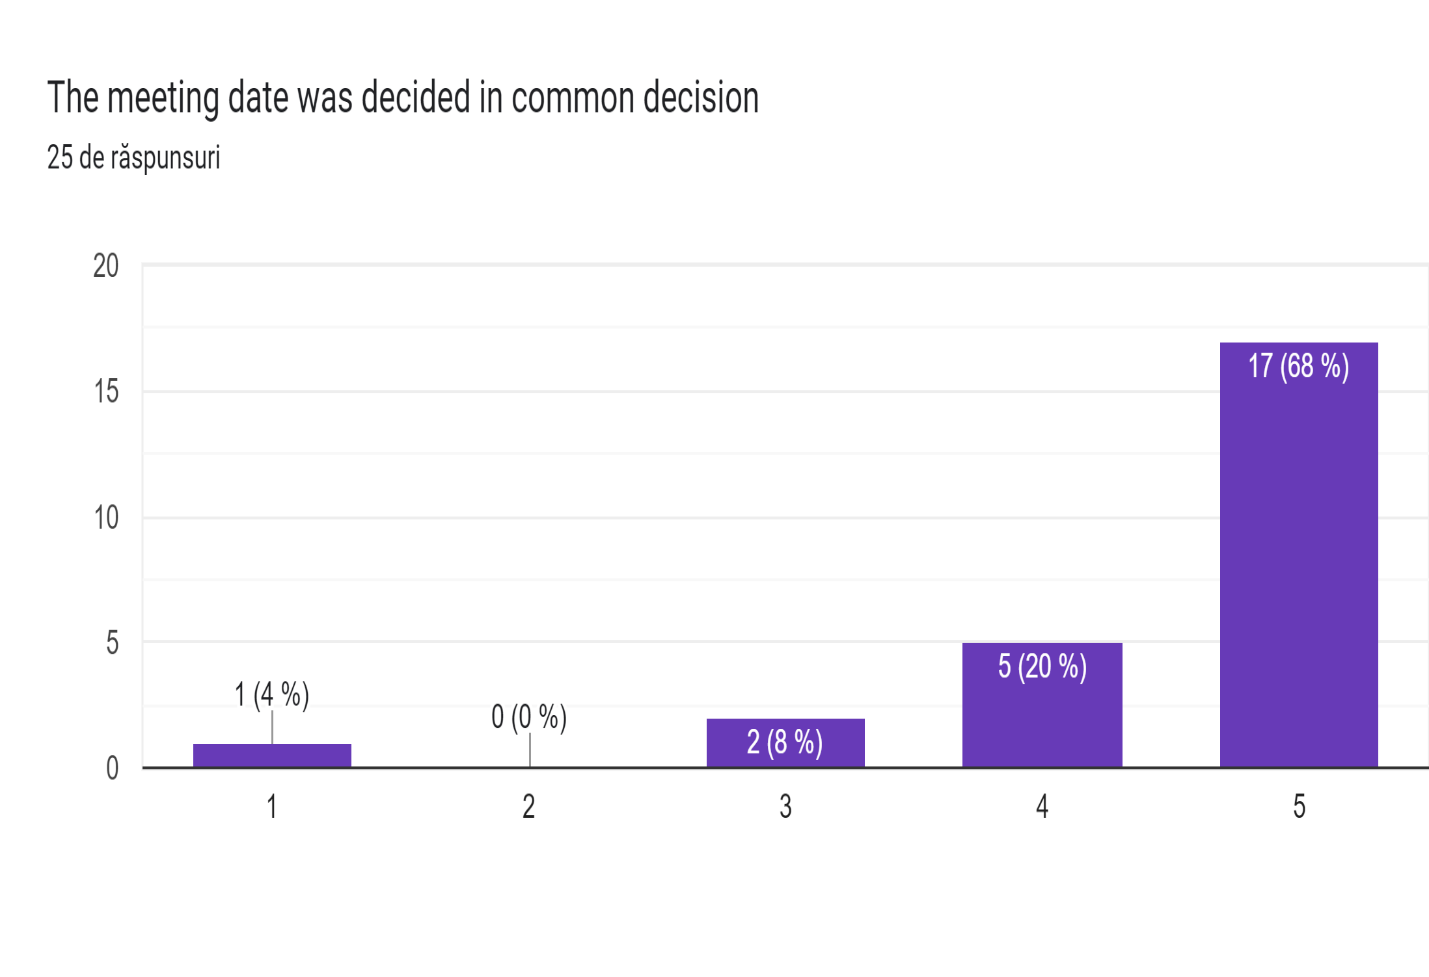 The meeting date was decided in common decision
25 de răspunsuri
20
15
10
5
0
1 (4 %)
0 (0 %)
2 (8 %)
5 (20 %)
17 (68 %)
1
2
3
4
5